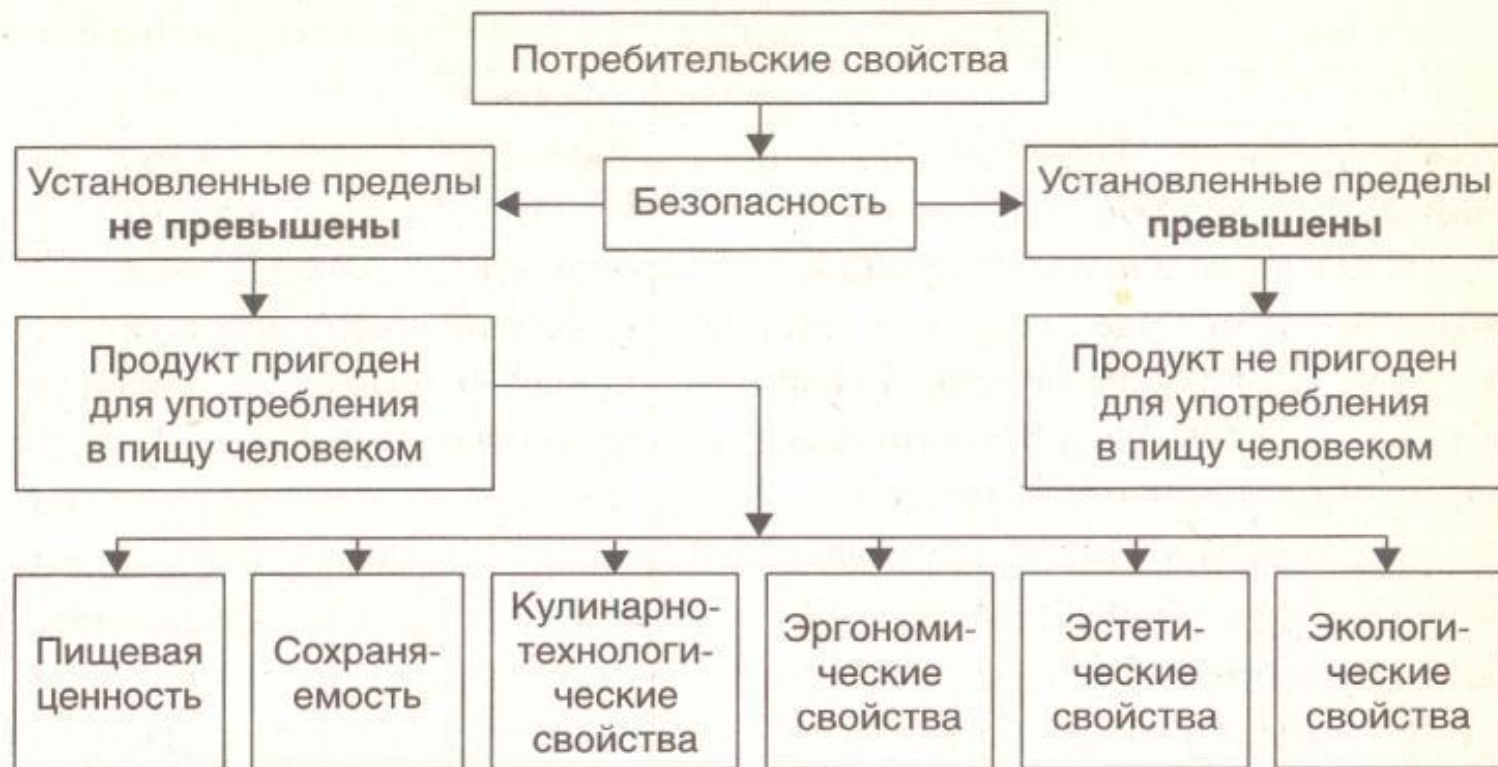 Потребительские свойства
Установленные пределы
не превышены
Безопасность
Установленные пределы
превышены
Продукт пригоден
для употребления
в пищу человеком
Продукт не пригоден
для употребления
в пищу человеком
Пищевая
ценность
Сохраня-
емость
Кулинарно-
технологи-
ческие
свойства
Эргономи-
ческие
свойства
Эстети-
ческие
свойства
Экологи-
ческие
свойства